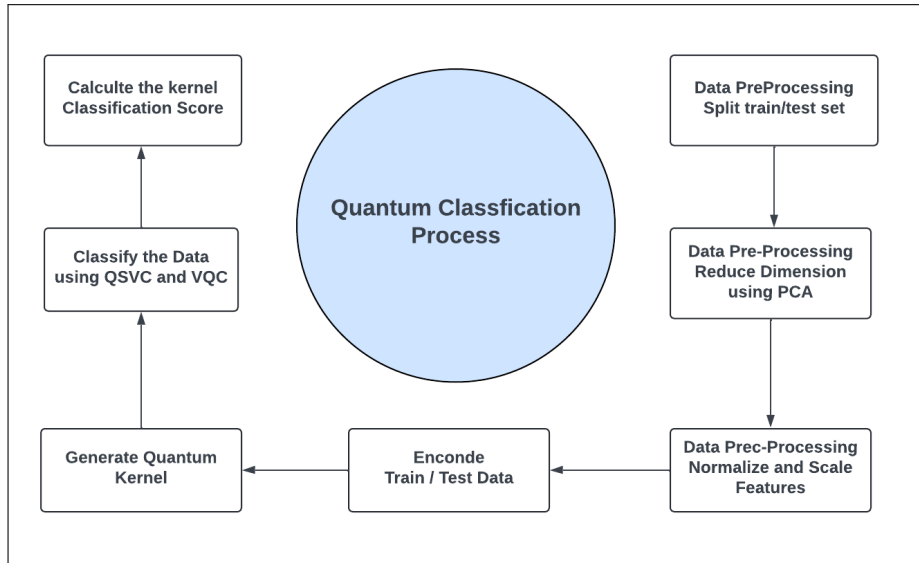 Calculte the kernel
Classification Score
Data PreProcessing
Split train/test set
Quantum Classfication
Process
Classify the Data
using QSVC and VQC
Data Pre-Processing
Reduce Dimension
using PCA
Generate Quantum
Kernel
Enconde
Train / Test Data
Data Prec-Processing
Normalize and Scale
Features